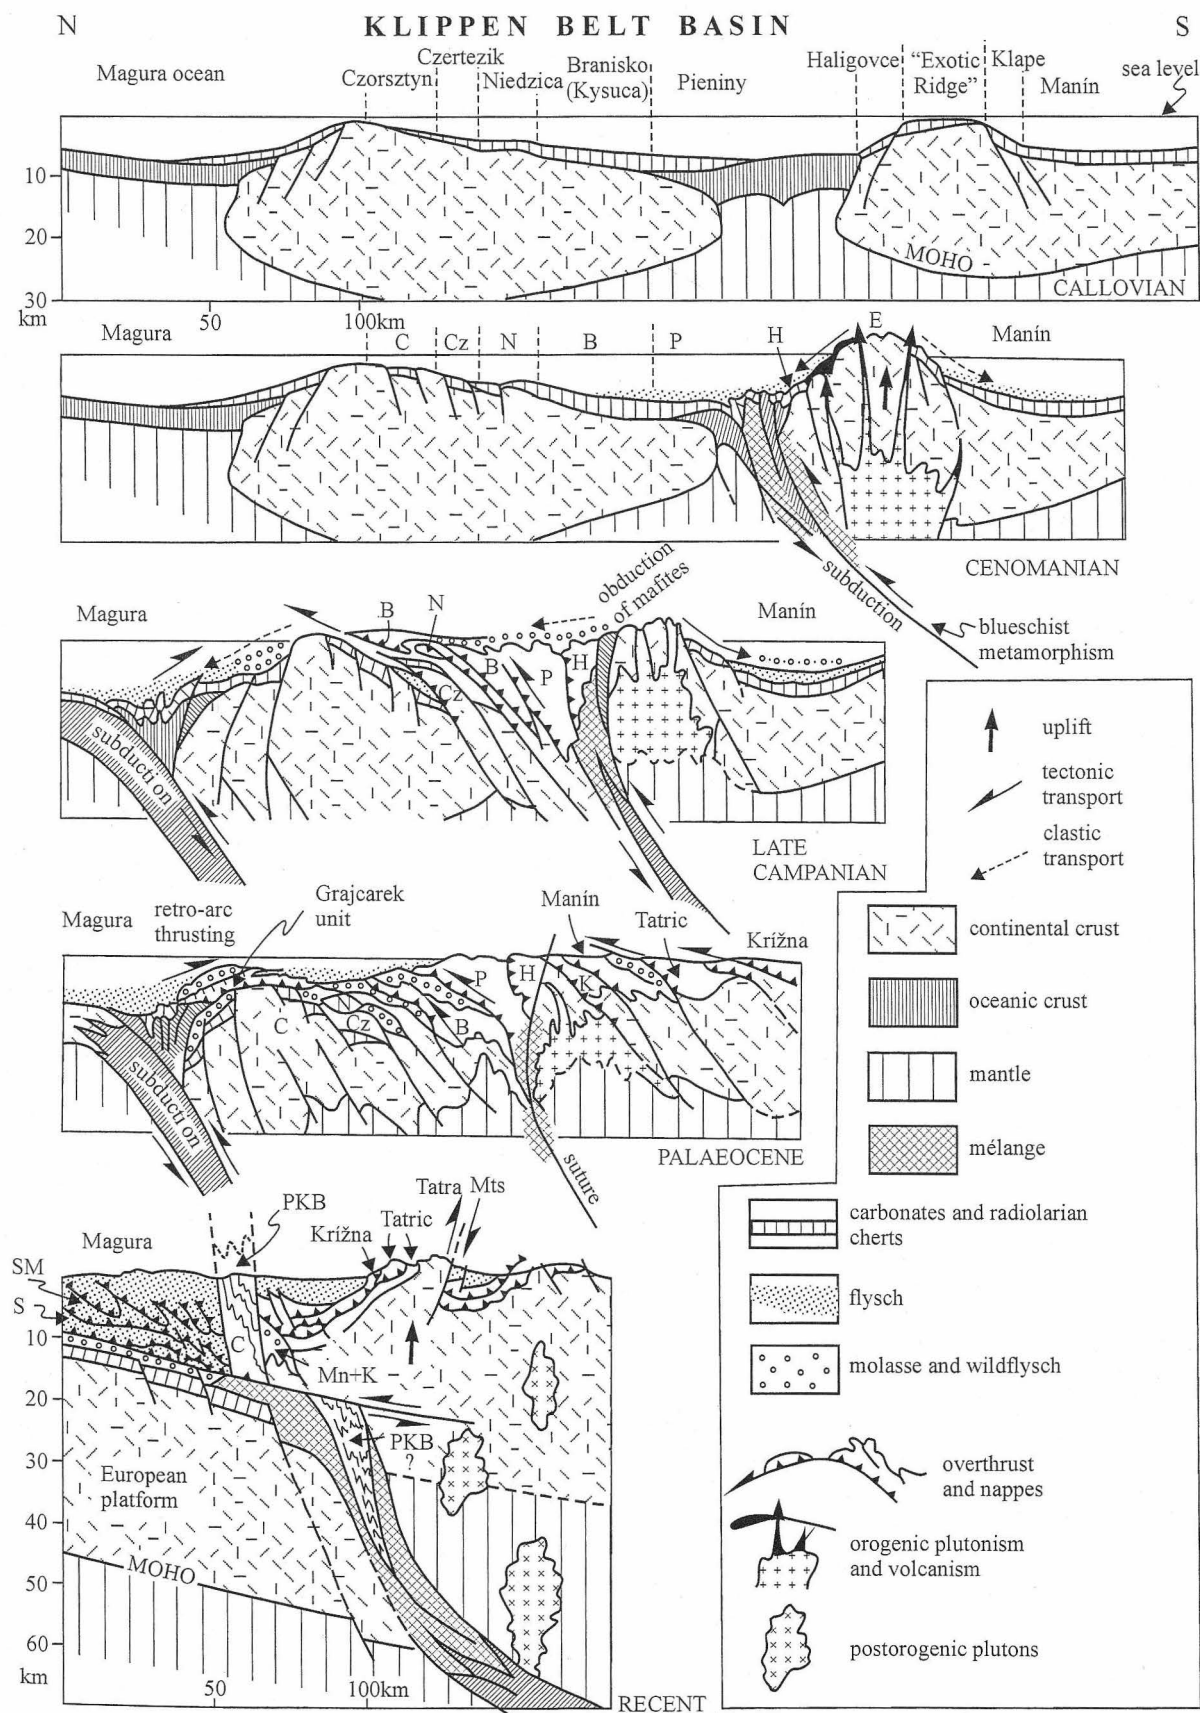 N KLIPPEN BELT BASIN S
Magura ocean
Czorsztyn
Czertezik
Niedzica
Branisko
(Kysuca)
Pieniny
Haligovce
"Exotic
Ridge"
Klape
Manín
sea level
10
20
30
km
50
100km
MOHO
CALLOVIAN
Magura
C
Cz
N
B
P
H
E
Manín
subduction
CENOMANIAN
blueschist
metamorphism
Magura
B
N
obduction
of mafites
Manín
B
P
H
Cz
subduction
LATE
CAMPANIAN
Magura
retro-arc
thrusting
Grajcarek
unit
Manín
Tatric
Krížna
P
H
K
N
C
Cz
B
subduction
suture
PALAEOCENE
PKB
Tatra Mts
Tatric
Krížna
Magura
SM
S
10
C
Mn+K
20
PKB
?
30
European
platform
40
MOHO
50
60
km
50
100km
RECENT
uplift
tectonic
transport
clastic
transport
continental crust
oceanic crust
mantle
mélange
carbonates and radiolarian
cherts
flysch
molasse and wildflysch
overthrust
and nappes
orogenic plutonism
and volcanism
postorogenic plutons